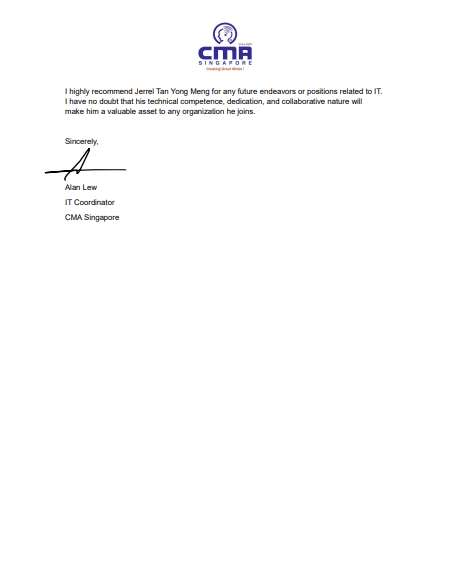 Since 2000
CMA
SINGAPORE
Creating Great Minds!
I highly recommend Jerrel Tan Yong Meng for any future endeavors or positions related to IT.
I have no doubt that his technical competence, dedication, and collaborative nature will
make him a valuable asset to any organization he joins.
Sincerely,
Alan Lew
IT Coordinator
CMA Singapore